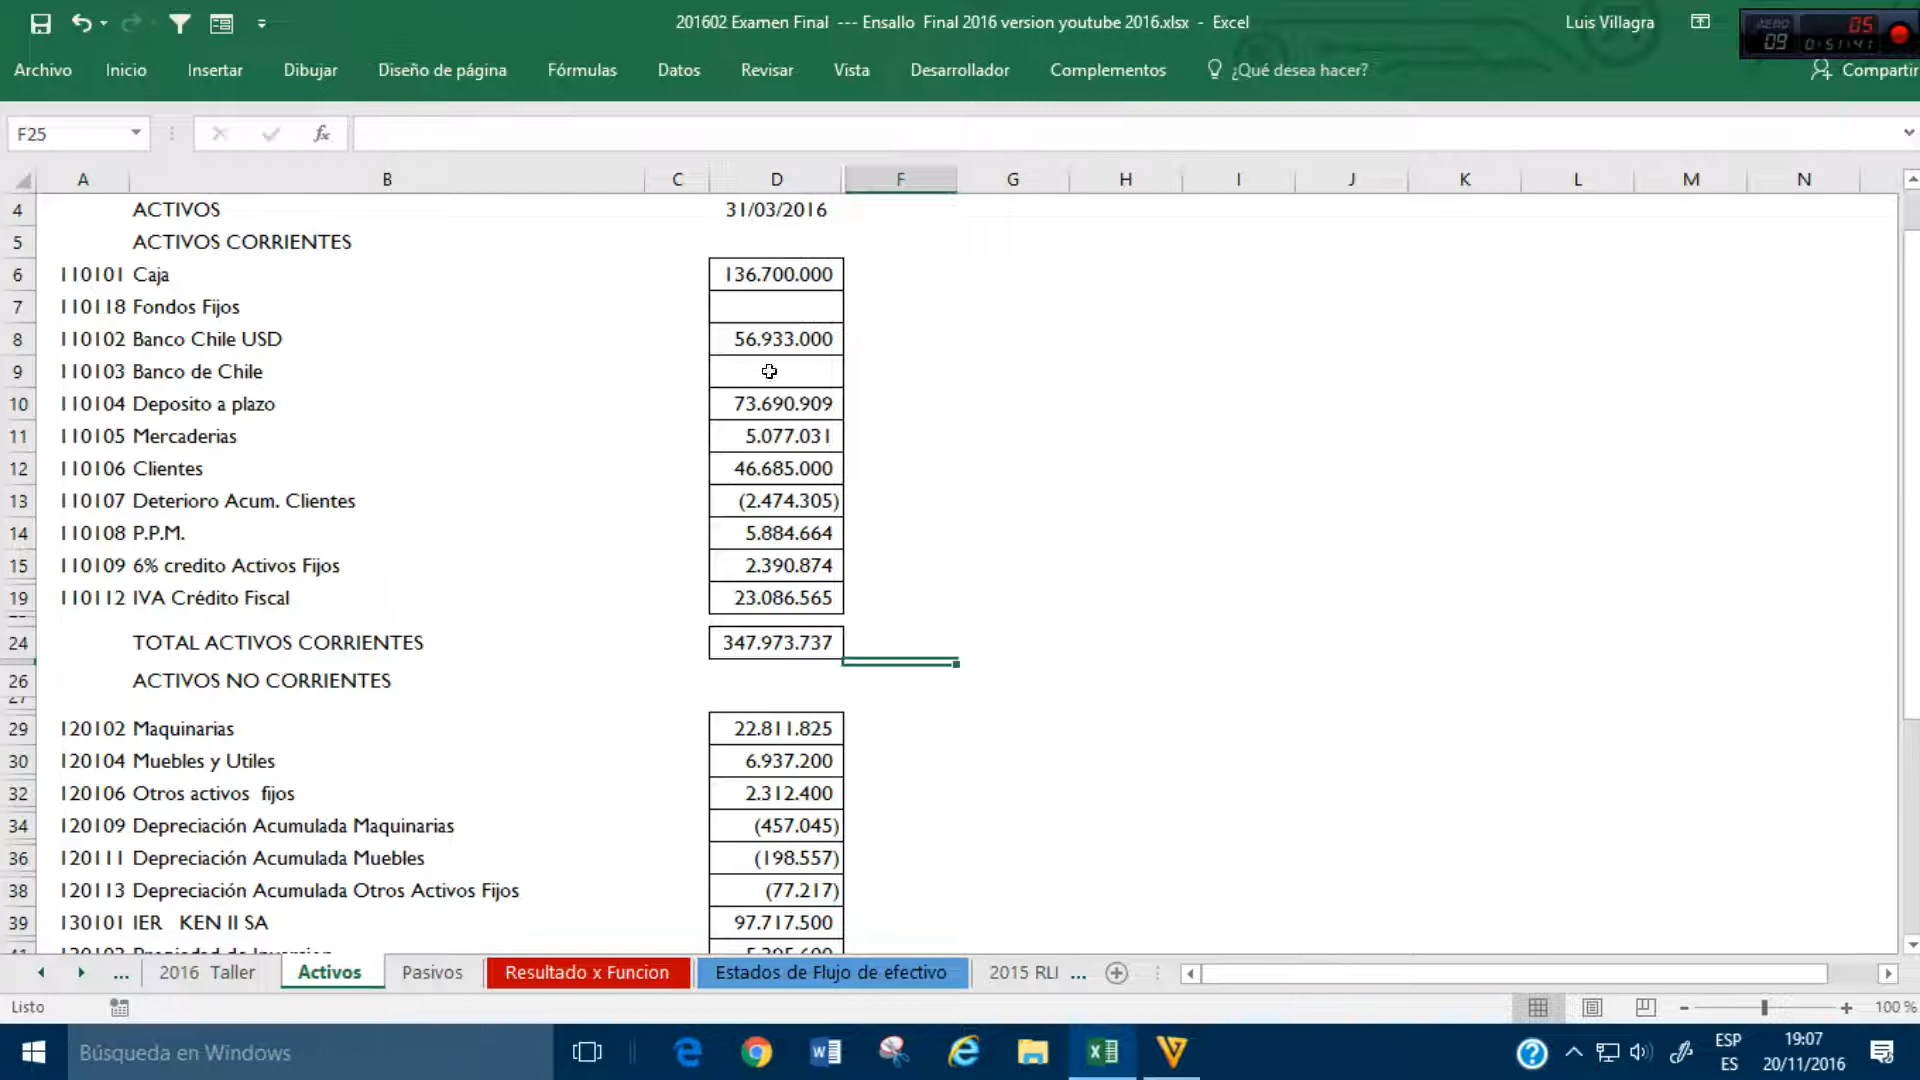 201602 Examen Final --- Ensallo Final 2016 version youtube 2016.xlsx - Excel
Luis Villagra
09
05
0:51:41
Archivo Inicio Insertar Dibujar Diseño de página Fórmulas Datos Revisar Vista Desarrollador Complementos ¿Qué desea hacer? Compartir
F25 fx
A B C D F G H I J K L M N
4 ACTIVOS 31/03/2016
5 ACTIVOS CORRIENTES
6 110101 Caja 136.700.000
7 110118 Fondos Fijos
8 110102 Banco Chile USD 56.933.000
9 110103 Banco de Chile
10 110104 Deposito a plazo 73.690.909
11 110105 Mercaderias 5.077.031
12 110106 Clientes 46.685.000
13 110107 Deterioro Acum. Clientes (2.474.305)
14 110108 P.P.M. 5.884.664
15 110109 6% credito Activos Fijos 2.390.874
19 110112 IVA Crédito Fiscal 23.086.565
24 TOTAL ACTIVOS CORRIENTES 347.973.737
26 ACTIVOS NO CORRIENTES
27
29 120102 Maquinarias 22.811.825
30 120104 Muebles y Utiles 6.937.200
32 120106 Otros activos fijos 2.312.400
34 120109 Depreciación Acumulada Maquinarias (457.045)
36 120111 Depreciación Acumulada Muebles (198.557)
38 120113 Depreciación Acumulada Otros Activos Fijos (77.217)
39 130101 IER KEN II SA 97.717.500
... 2016 Taller Activos Pasivos Resultado x Funcion Estados de Flujo de efectivo 2015 RLI ...
Listo 100 %
Búsqueda en Windows
ESP
ES
19:07
20/11/2016